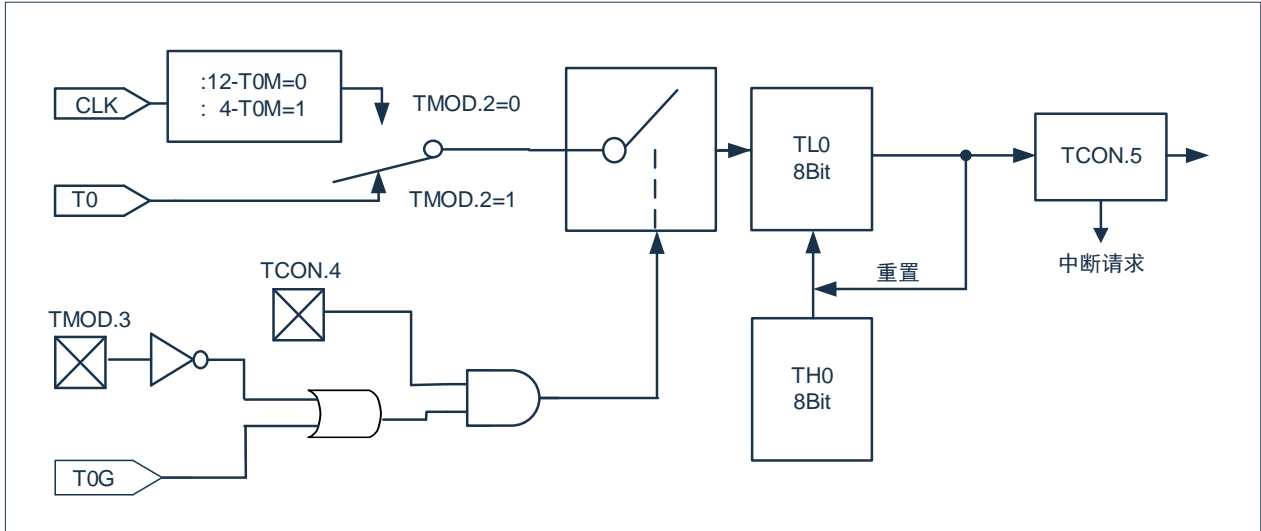 CLK
:12-T0M=0
: 4-T0M=1
TMOD.2=0
T0
TMOD.2=1
TL0
8Bit
TCON.5
中断请求
重置
TH0
8Bit
TCON.4
TMOD.3
T0G